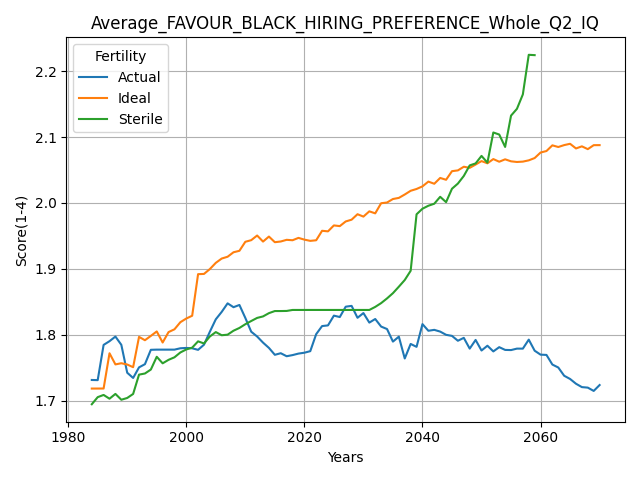 Average_FAVOUR_BLACK_HIRING_PREFERENCE_Whole_Q2_IQ
Fertility
Actual
Ideal
Sterile
Score(1-4)
2.2
2.1
2.0
1.9
1.8
1.7
1980 2000 2020 2040 2060
Years